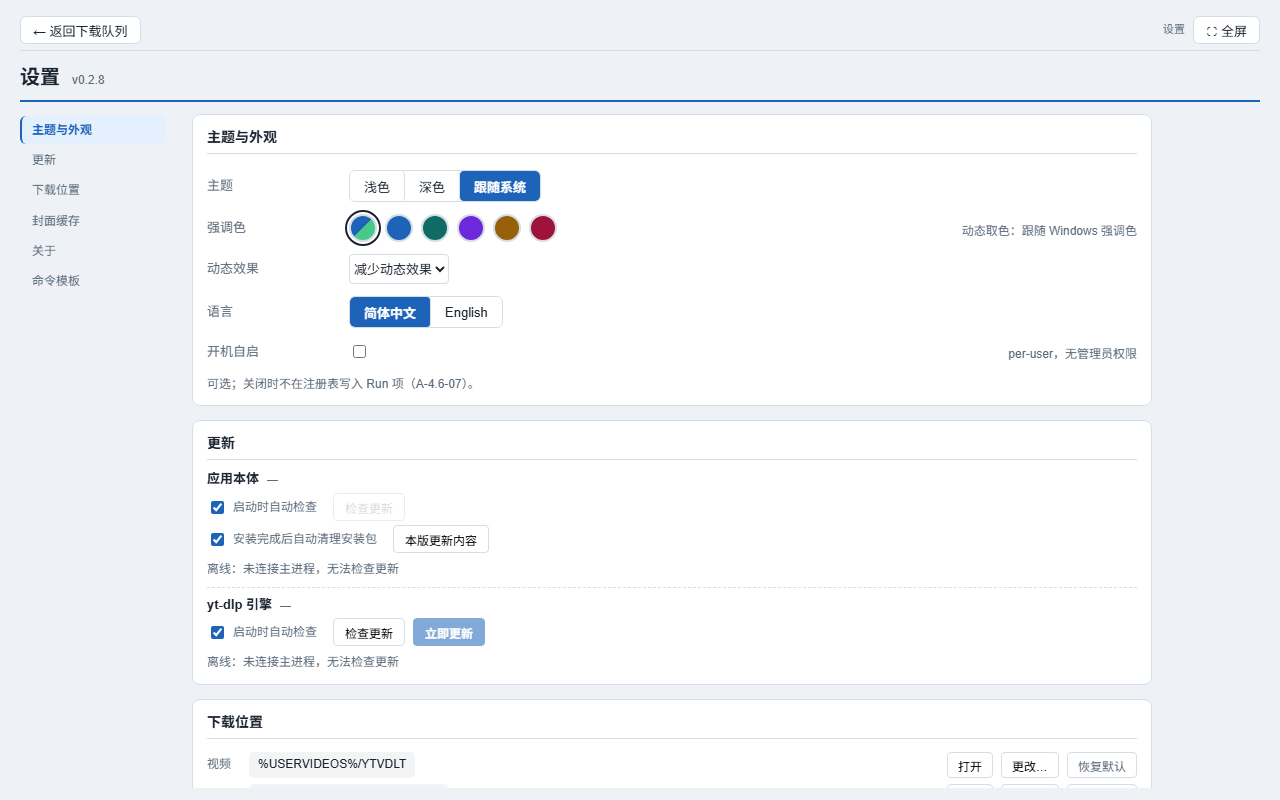 ← 返回下载队列
设置
全屏
设置 v0.2.8
主题与外观
更新
下载位置
封面缓存
关于
命令模板
主题与外观
主题
浅色
深色
跟随系统
强调色
动态取色：跟随 Windows 强调色
动态效果
减少动态效果
语言
简体中文
English
开机自启
per-user，无管理员权限
可选；关闭时不在注册表写入 Run 项（A-4.6-07）。
更新
应用本体 —
启动时自动检查
检查更新
安装完成后自动清理安装包
本版更新内容
离线：未连接主进程，无法检查更新
yt-dlp 引擎 —
启动时自动检查
检查更新
立即更新
离线：未连接主进程，无法检查更新
下载位置
视频
%USERVIDEOS%/YTVDLT
打开
更改…
恢复默认